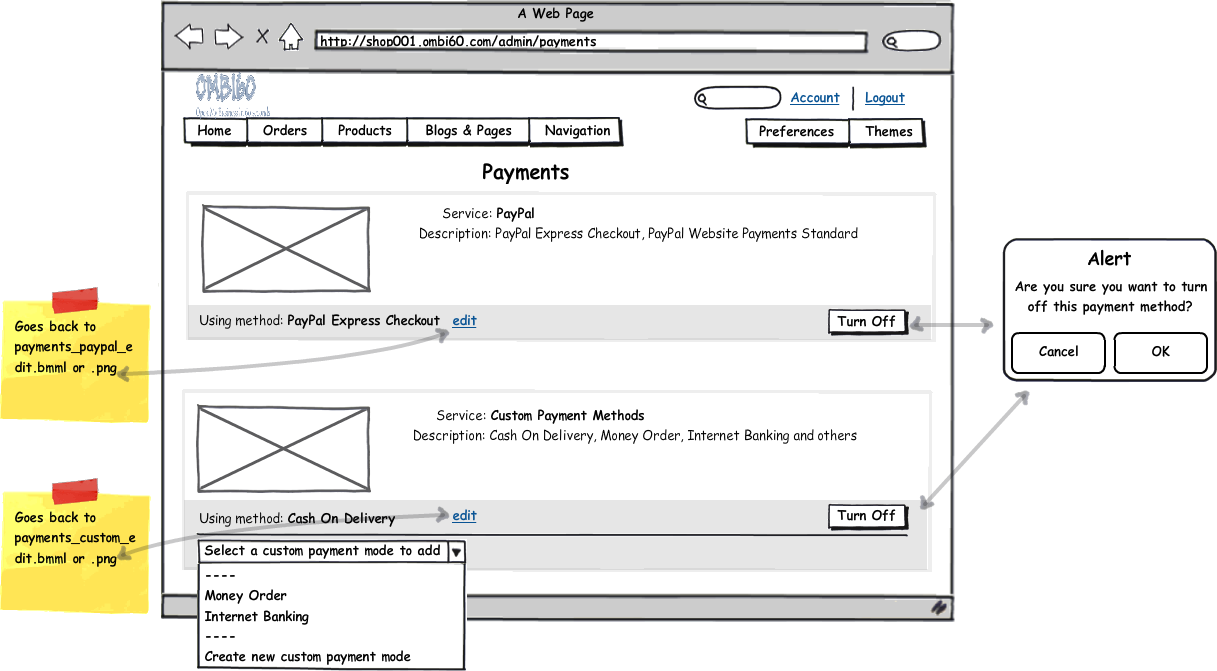 A Web Page
http://shop001.ombi60.com/admin/payments
OMBI60
Account
Logout
Home
Orders
Products
Blogs & Pages
Navigation
Preferences
Themes
Payments
Service: PayPal
Description: PayPal Express Checkout, PayPal Website Payments Standard
Using method: PayPal Express Checkout edit
Turn Off
Alert
Are you sure you want to turn
off this payment method?
Cancel
OK
Goes back to
payments_paypal_e
dit.bmml or .png
Service: Custom Payment Methods
Description: Cash On Delivery, Money Order, Internet Banking and others
Using method: Cash On Delivery edit
Turn Off
Goes back to
payments_custom_e
dit.bmml or .png
Select a custom payment mode to add
----
Money Order
Internet Banking
----
Create new custom payment mode